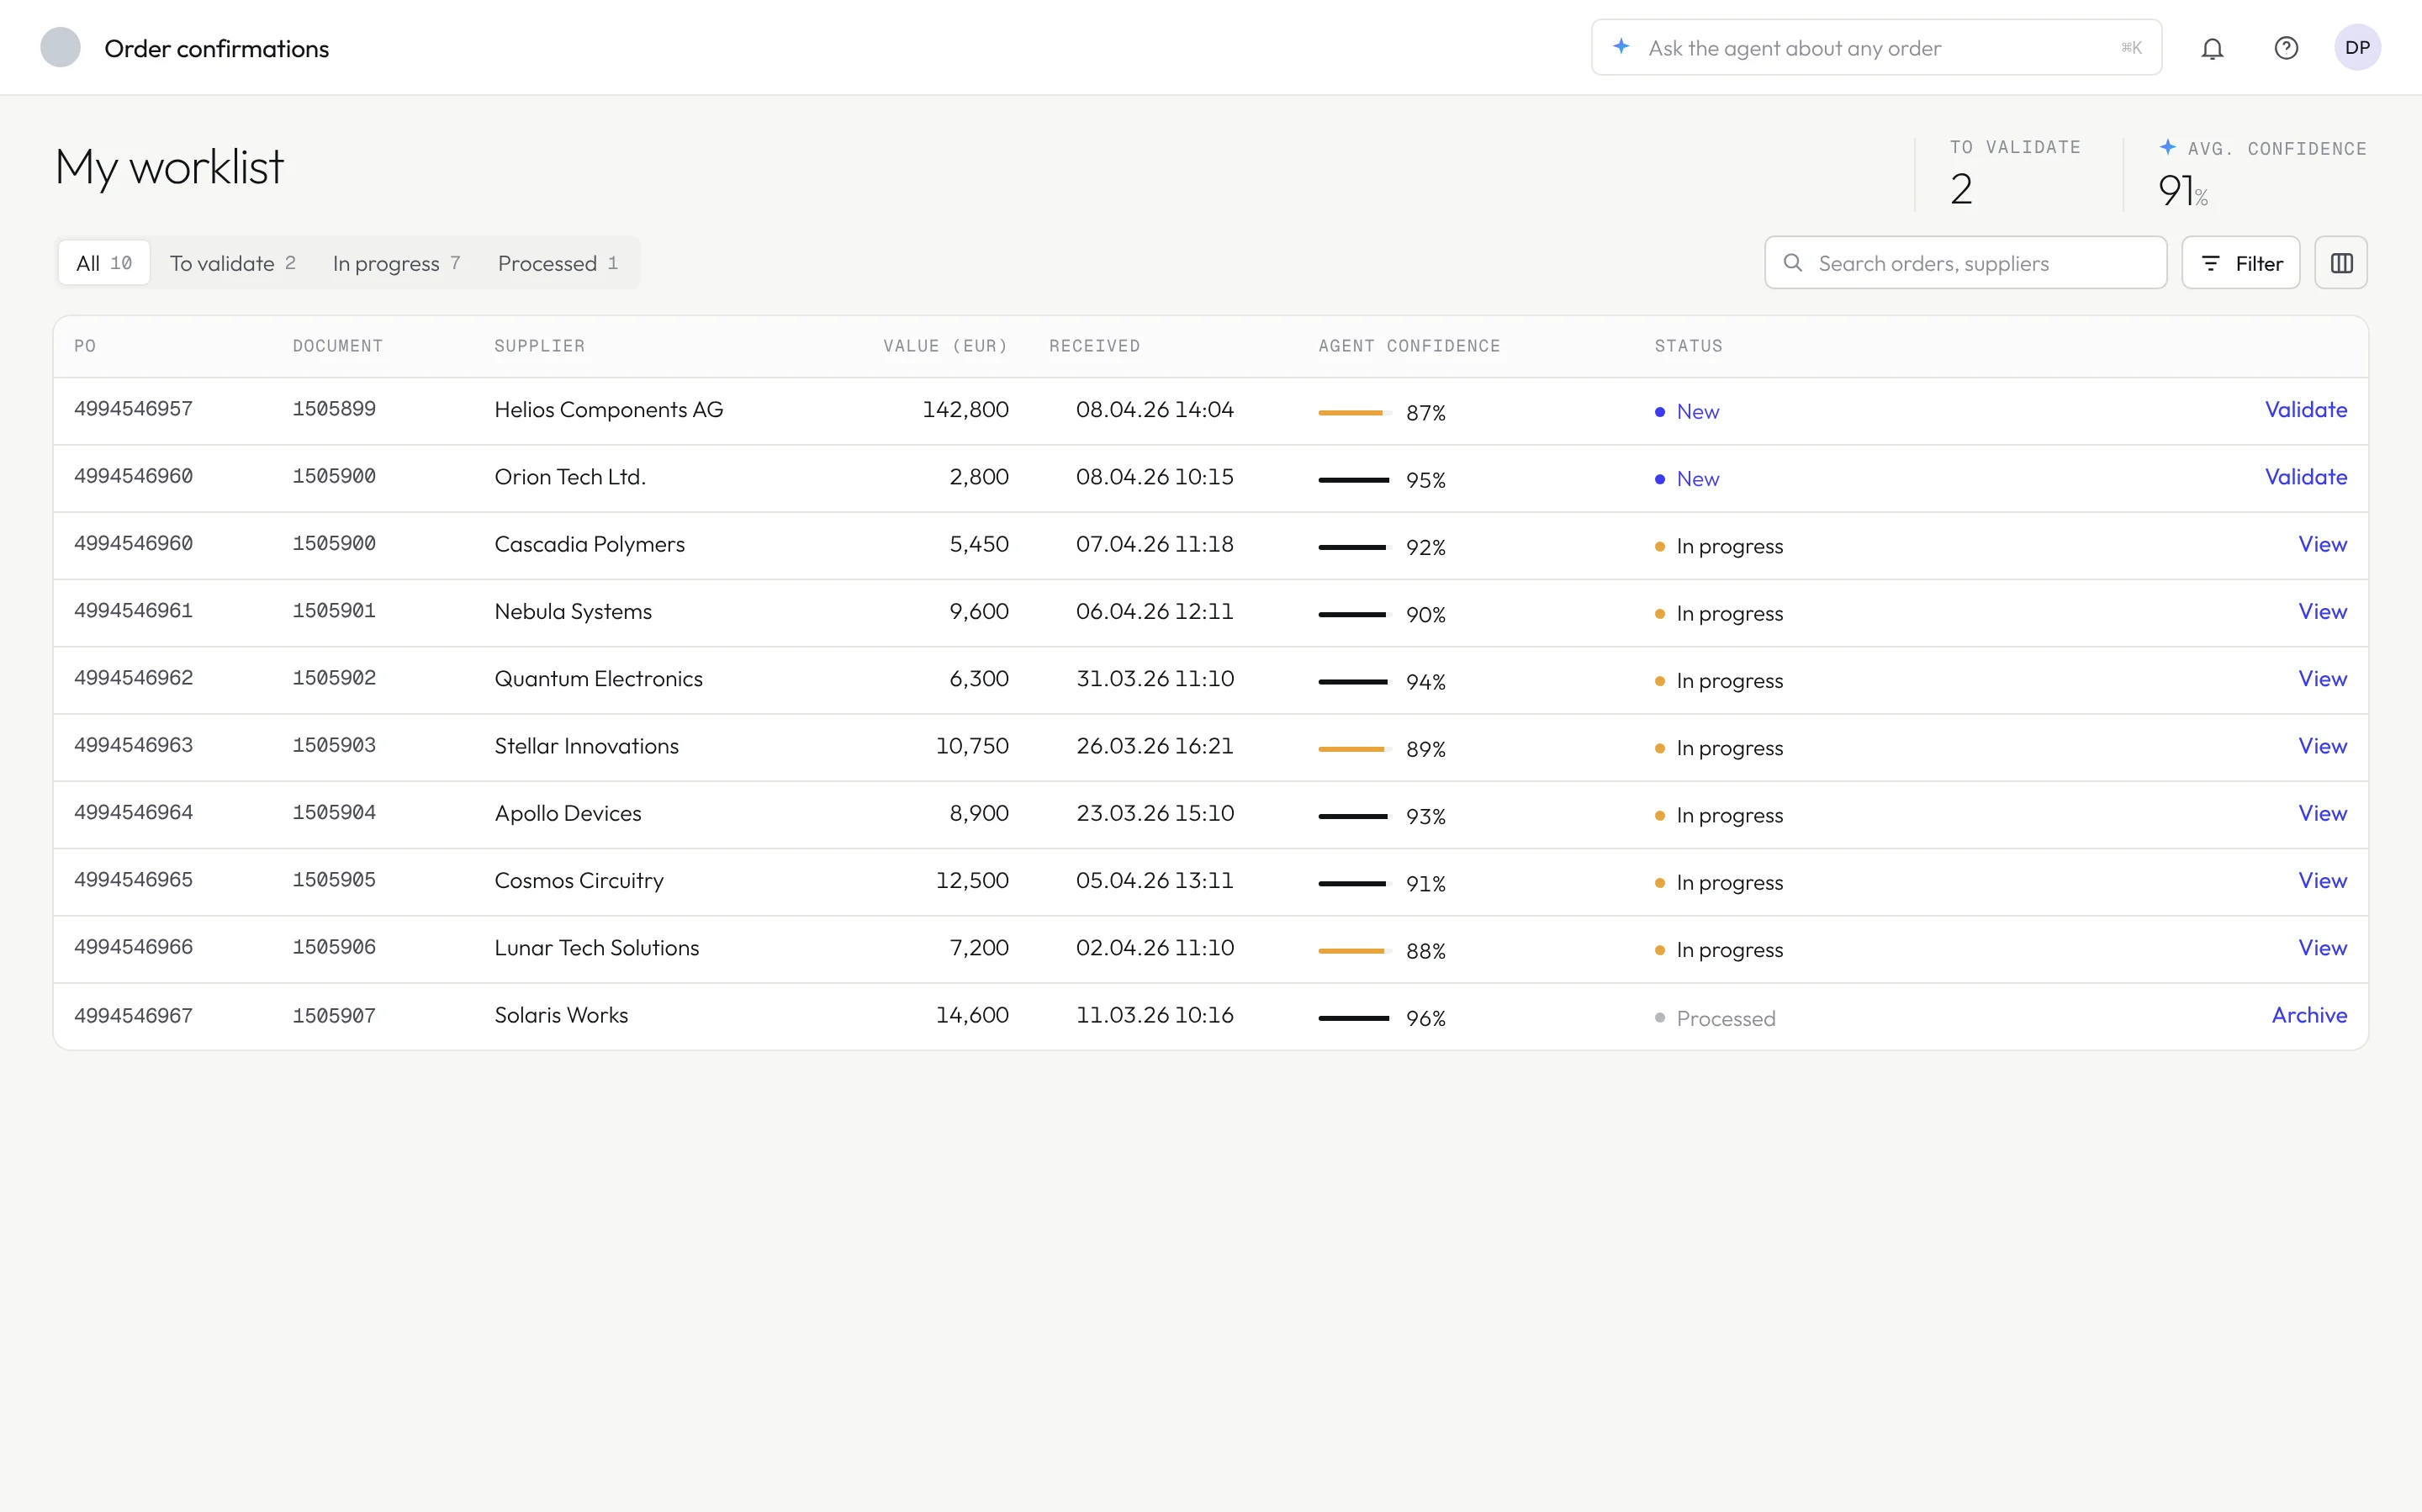 Order confirmations
Ask the agent about any order ⌘K
DP
My worklist
TO VALIDATE
2
AVG. CONFIDENCE
91%
All 10 To validate 2 In progress 7 Processed 1
Search orders, suppliers
Filter
PO DOCUMENT SUPPLIER VALUE (EUR) RECEIVED AGENT CONFIDENCE STATUS
4994546957 1505899 Helios Components AG 142,800 08.04.26 14:04 87% New Validate
4994546960 1505900 Orion Tech Ltd. 2,800 08.04.26 10:15 95% New Validate
4994546960 1505900 Cascadia Polymers 5,450 07.04.26 11:18 92% In progress View
4994546961 1505901 Nebula Systems 9,600 06.04.26 12:11 90% In progress View
4994546962 1505902 Quantum Electronics 6,300 31.03.26 11:10 94% In progress View
4994546963 1505903 Stellar Innovations 10,750 26.03.26 16:21 89% In progress View
4994546964 1505904 Apollo Devices 8,900 23.03.26 15:10 93% In progress View
4994546965 1505905 Cosmos Circuitry 12,500 05.04.26 13:11 91% In progress View
4994546966 1505906 Lunar Tech Solutions 7,200 02.04.26 11:10 88% In progress View
4994546967 1505907 Solaris Works 14,600 11.03.26 10:16 96% Processed Archive